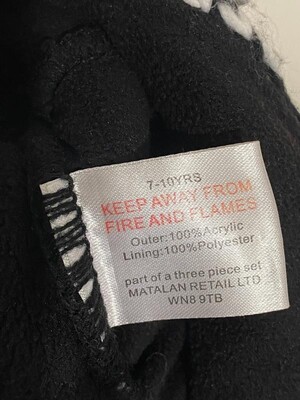 7-10YRS
KEEP AWAY FROM
FIRE AND FLAMES
Outer:100%Acrylic
Lining:100%Polyester
part of a three piece set
MATALAN RETAIL LTD
WN8 9TB